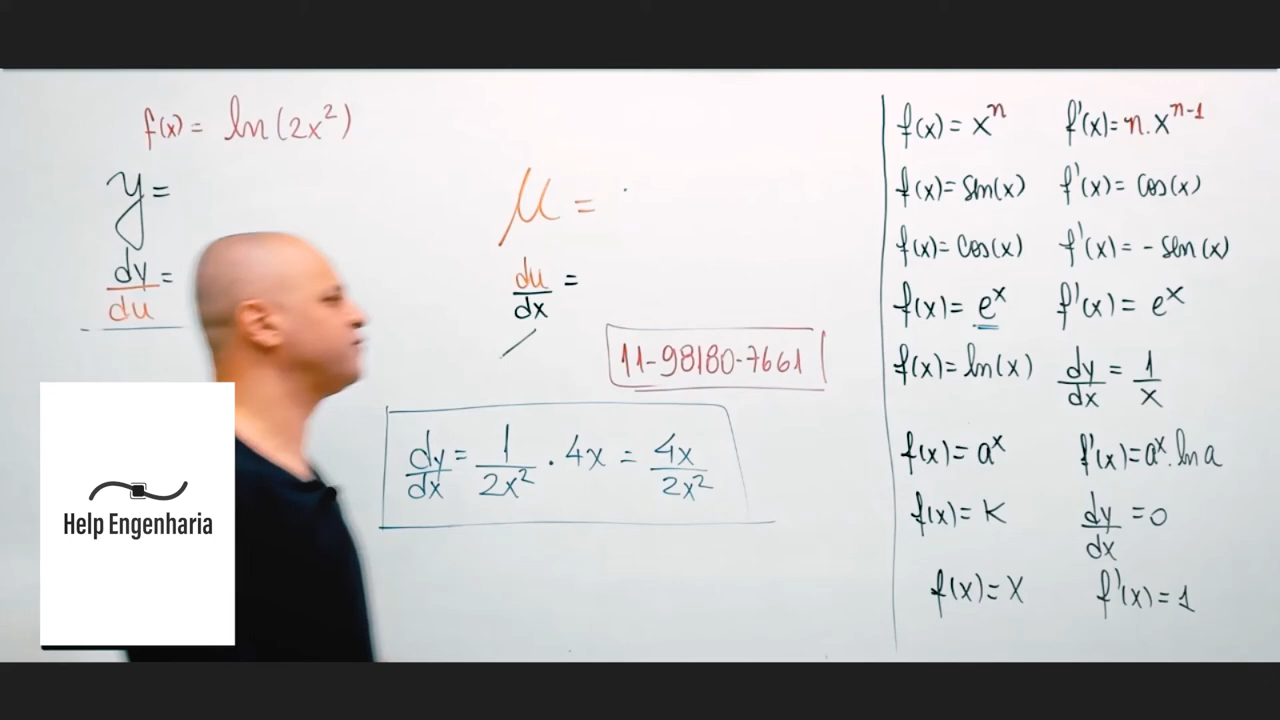 f(x) = ln(2x²)
y =
dy/du =
μ =
du/dx =
11-98180-7661
dy/dx = 1/2x² . 4x = 4x/2x²
Help Engenharia
f(x) = xⁿ f'(x) = n.xⁿ⁻¹
f(x) = sen(x) f'(x) = cos(x)
f(x) = cos(x) f'(x) = -sen(x)
f(x) = eˣ f'(x) = eˣ
f(x) = ln(x) dy/dx = 1/x
f(x) = aˣ f'(x) = aˣ.ln a
f(x) = K dy/dx = 0
f(x) = x f'(x) = 1